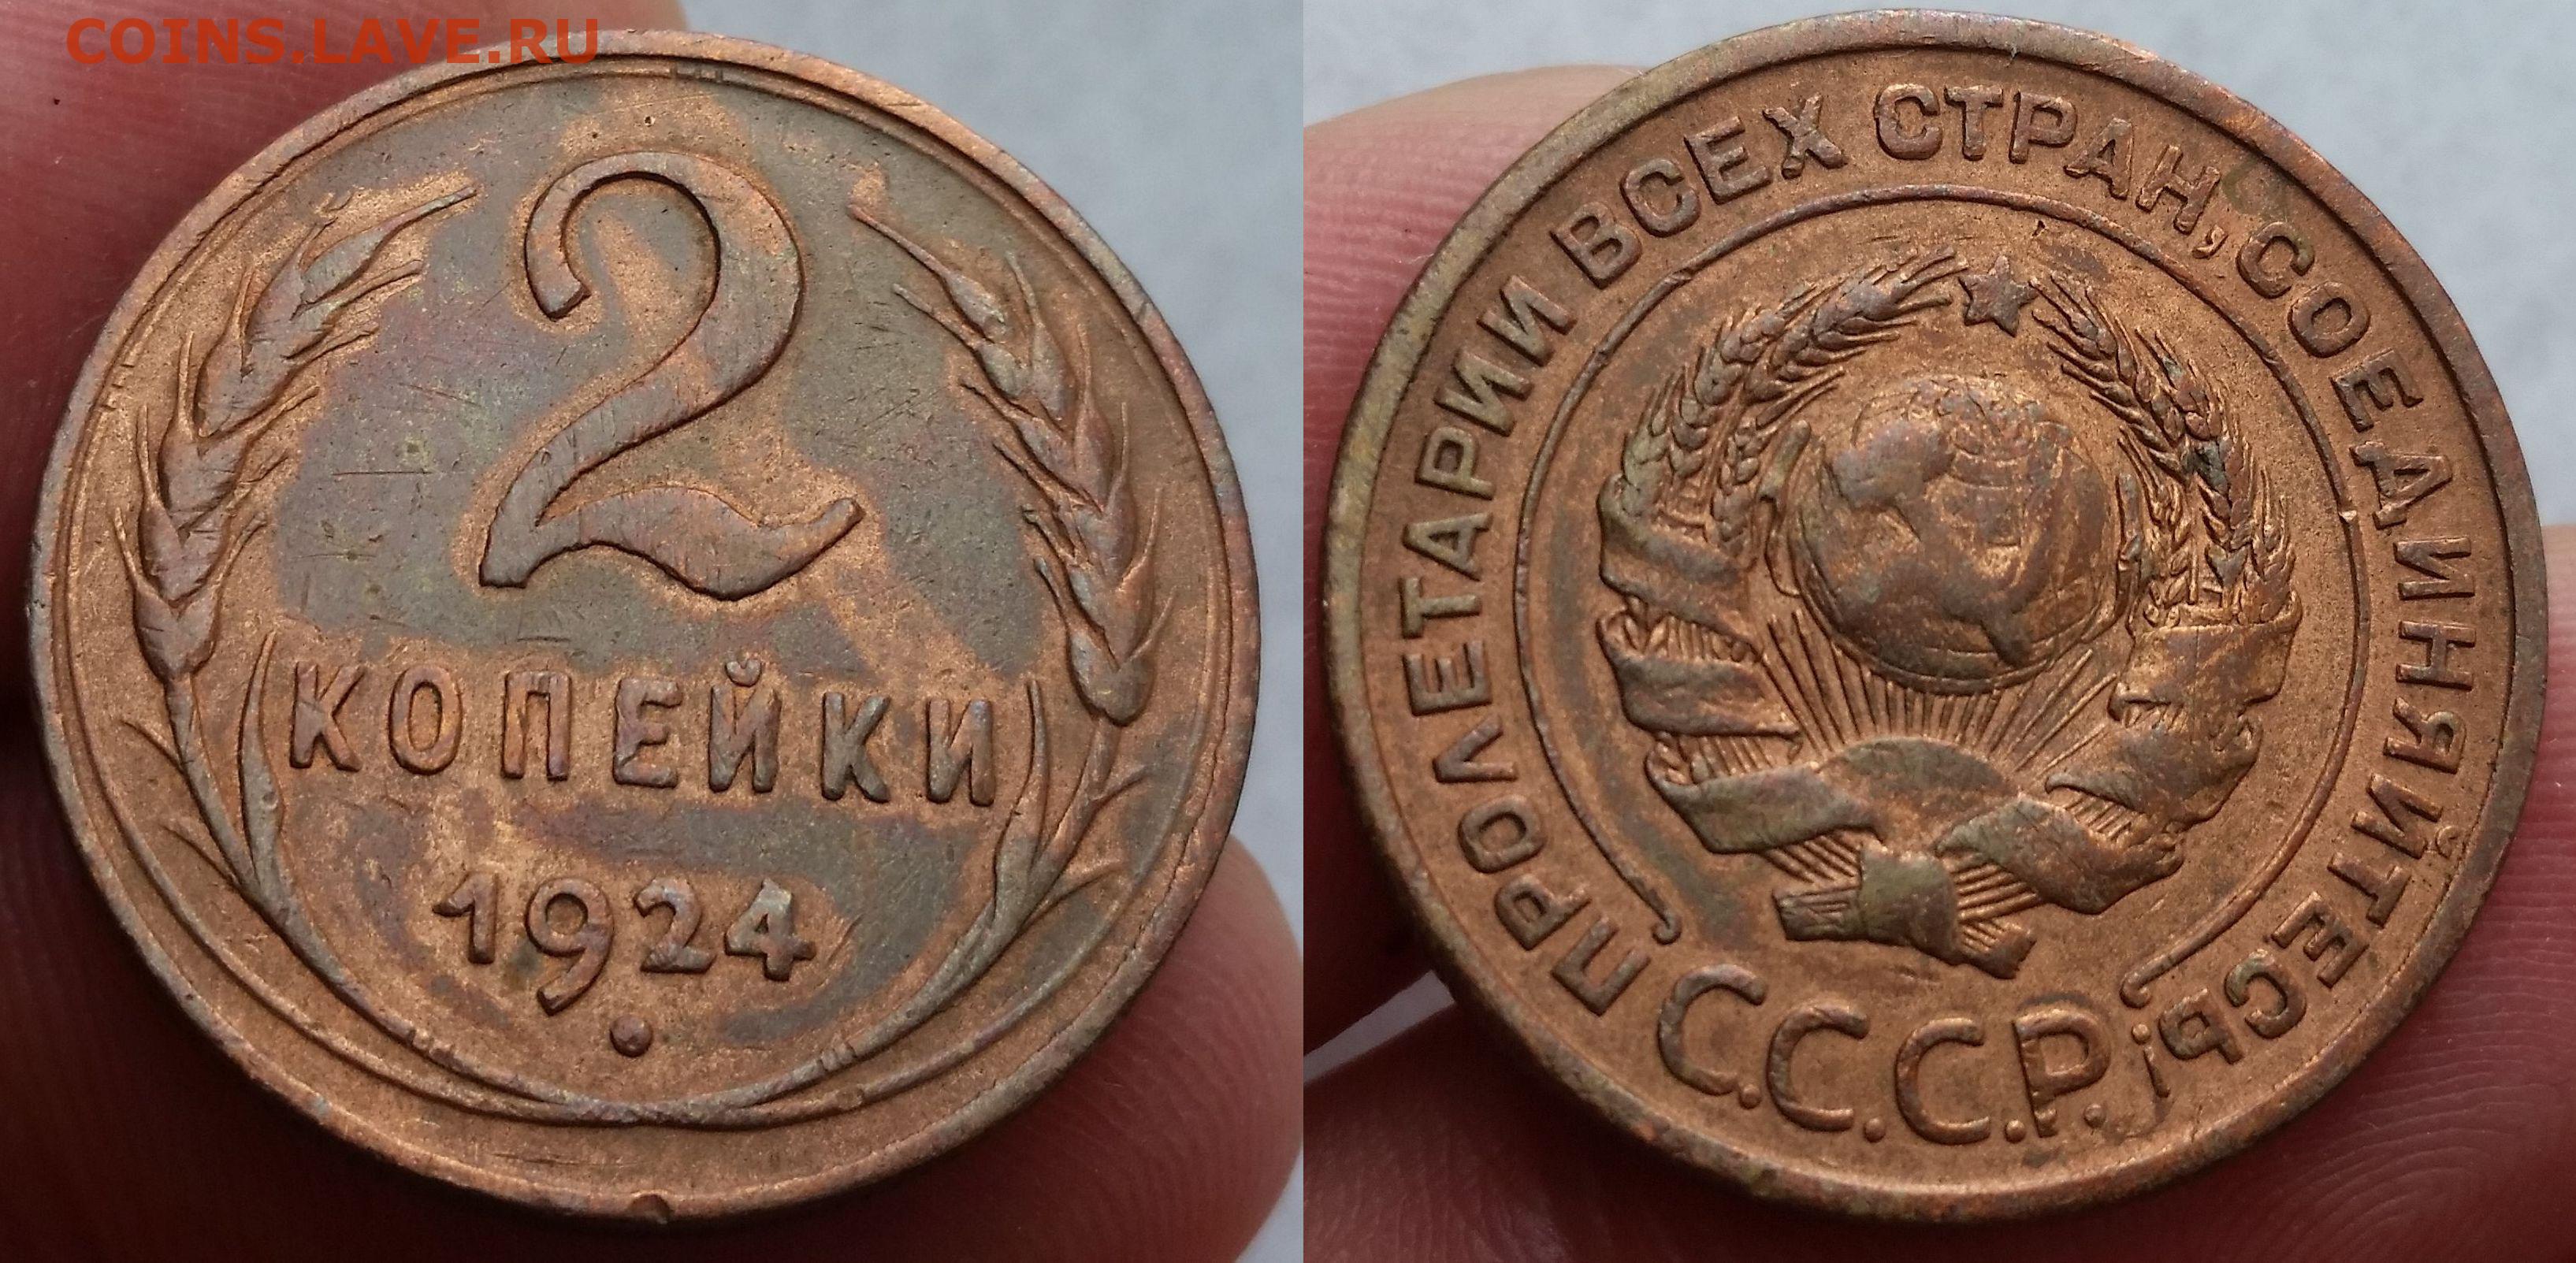 COINS.LAVE.RU
2
КОПЕЙКИ
1924
ПРОЛЕТАРИИ ВСЕХ СТРАН, СОЕДИНЯЙТЕСЬ!
С.С.С.Р.